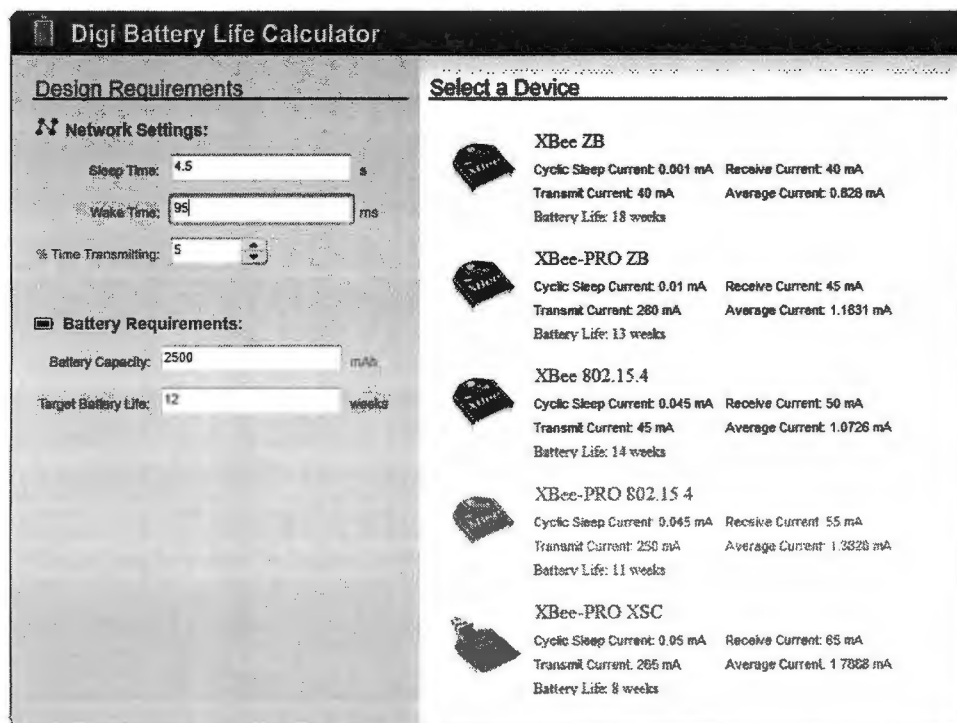 Digi Battery Life Calculator
Design Requirements
Network Settings:
Sleep Time: 4.5 s
Wake Time: 95 ms
% Time Transmitting: 5
Battery Requirements:
Battery Capacity: 2500 mAh
Target Battery Life: 12 weeks
Select a Device
XBee ZB
Cyclic Sleep Current: 0.001 mA Receive Current: 40 mA
Transmit Current: 40 mA Average Current: 0.828 mA
Battery Life: 18 weeks
XBee-PRO ZB
Cyclic Sleep Current: 0.01 mA Receive Current: 45 mA
Transmit Current: 260 mA Average Current: 1.1831 mA
Battery Life: 13 weeks
XBee 802.15.4
Cyclic Sleep Current: 0.045 mA Receive Current: 50 mA
Transmit Current: 45 mA Average Current: 1.0726 mA
Battery Life: 14 weeks
XBee-PRO 802.15.4
Cyclic Sleep Current: 0.045 mA Receive Current: 55 mA
Transmit Current: 250 mA Average Current: 1.3828 mA
Battery Life: 11 weeks
XBee-PRO XSC
Cyclic Sleep Current: 0.05 mA Receive Current: 65 mA
Transmit Current: 265 mA Average Current: 1.7868 mA
Battery Life: 8 weeks